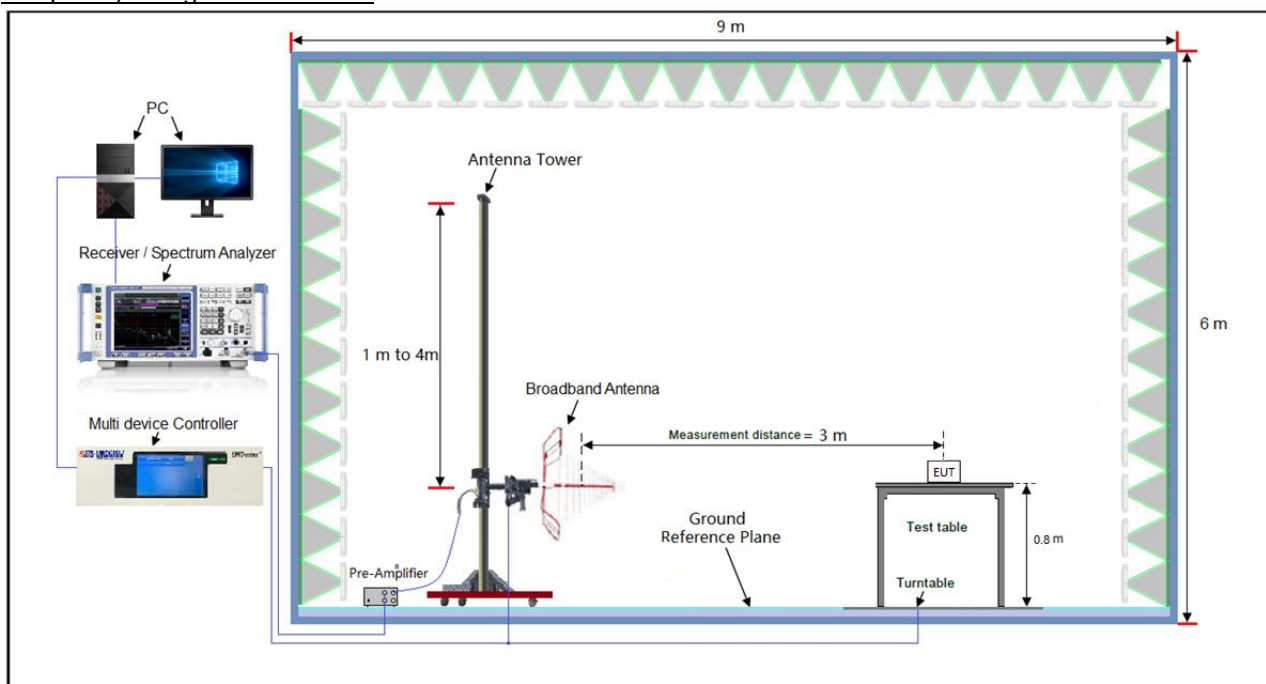 9 m
PC
Antenna Tower
Receiver / Spectrum Analyzer
6 m
1 m to 4m
Broadband Antenna
Measurement distance = 3 m
Multi device Controller
EUT
Ground
Reference Plane
Test table
0.8 m
Pre-Amplifier
Turntable